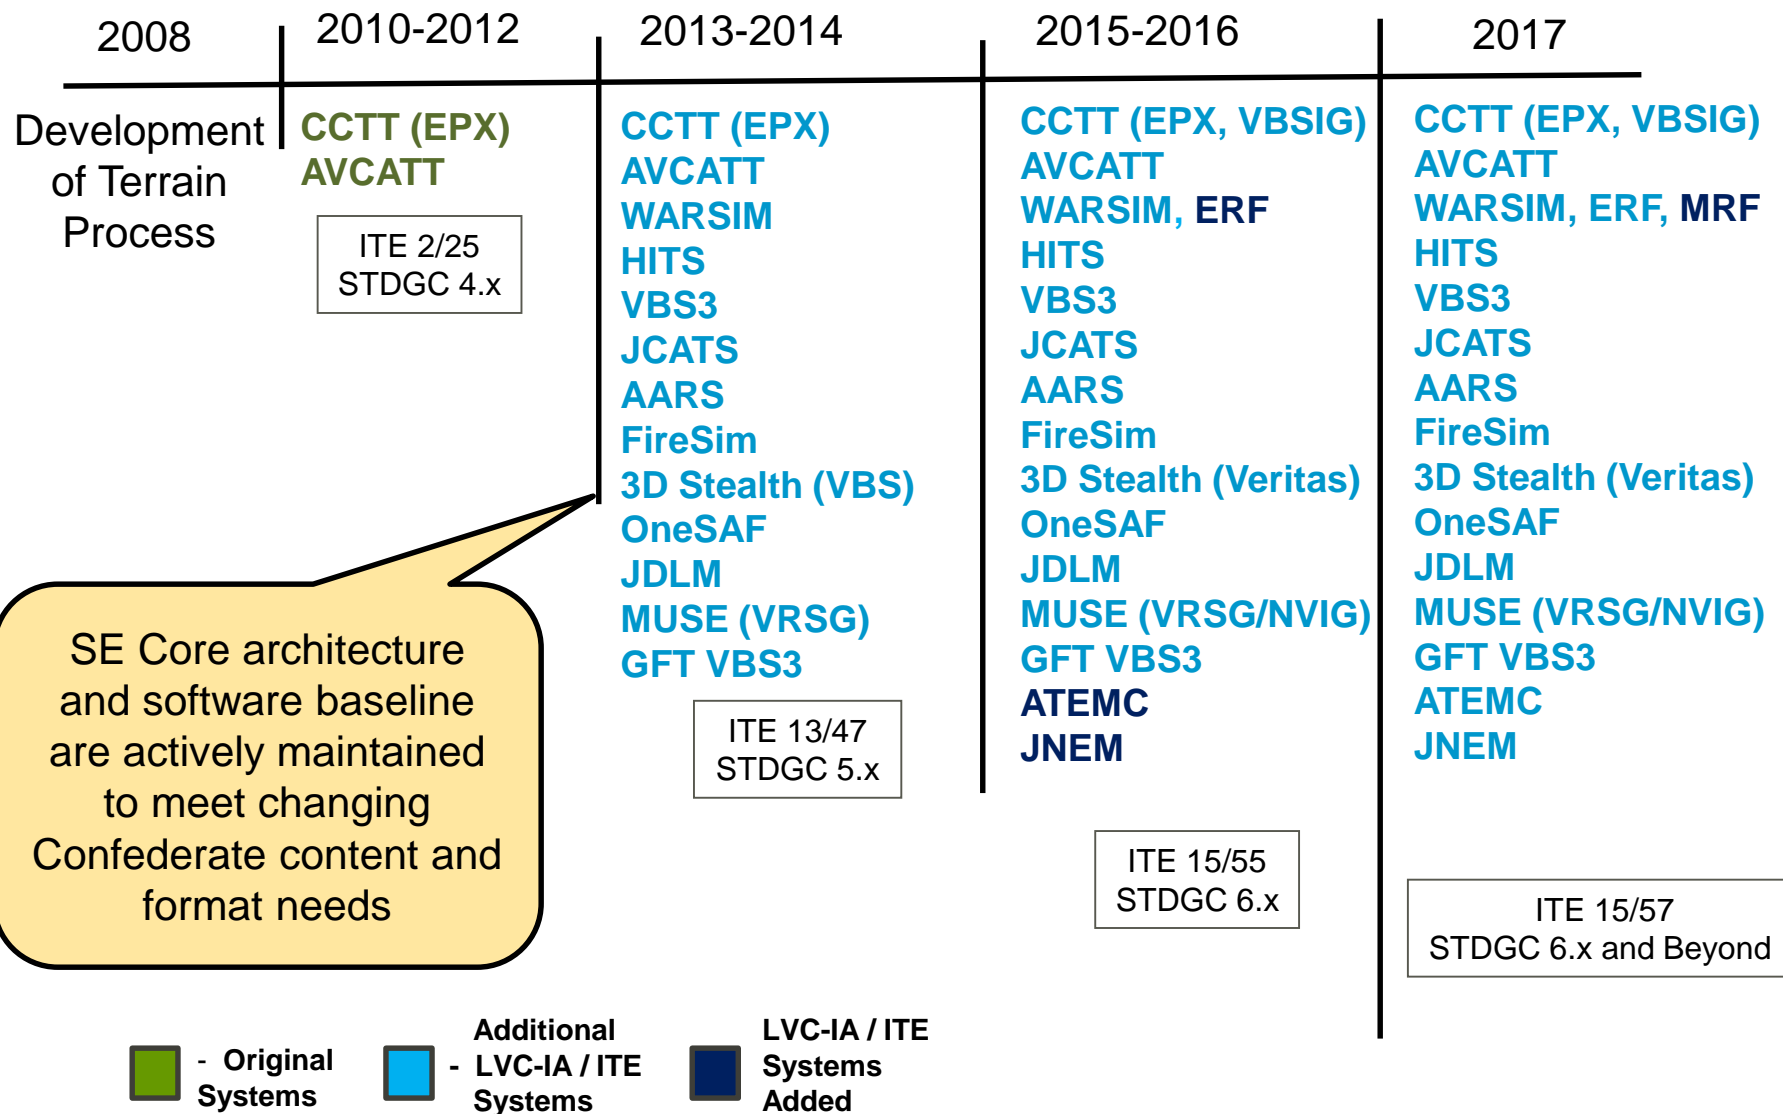 2008
Development
of Terrain
Process
2010-2012
CCTT (EPX)
AVCATT
ITE 2/25
STDGC 4.x
2013-2014
CCTT (EPX)
AVCATT
WARSIM
HITS
VBS3
JCATS
AARS
FireSim
3D Stealth (VBS)
OneSAF
JDLM
MUSE (VRSG)
GFT VBS3
ITE 13/47
STDGC 5.x
2015-2016
CCTT (EPX, VBSIG)
AVCATT
WARSIM, ERF
HITS
VBS3
JCATS
AARS
FireSim
3D Stealth (Veritas)
OneSAF
JDLM
MUSE (VRSG/NVIG)
GFT VBS3
ATEMC
JNEM
ITE 15/55
STDGC 6.x
2017
CCTT (EPX, VBSIG)
AVCATT
WARSIM, ERF, MRF
HITS
VBS3
JCATS
AARS
FireSim
3D Stealth (Veritas)
OneSAF
JDLM
MUSE (VRSG/NVIG)
GFT VBS3
ATEMC
JNEM
ITE 15/57
STDGC 6.x and Beyond
SE Core architecture
and software baseline
are actively maintained
to meet changing
Confederate content and
format needs
- Original
Systems
Additional
- LVC-IA / ITE
Systems
LVC-IA / ITE
Systems
Added